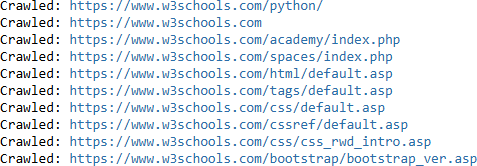 Crawled: https://www.w3schools.com/python/
Crawled: https://www.w3schools.com
Crawled: https://www.w3schools.com/academy/index.php
Crawled: https://www.w3schools.com/spaces/index.php
Crawled: https://www.w3schools.com/html/default.asp
Crawled: https://www.w3schools.com/tags/default.asp
Crawled: https://www.w3schools.com/css/default.asp
Crawled: https://www.w3schools.com/cssref/default.asp
Crawled: https://www.w3schools.com/css/css_rwd_intro.asp
Crawled: https://www.w3schools.com/bootstrap/bootstrap_ver.asp